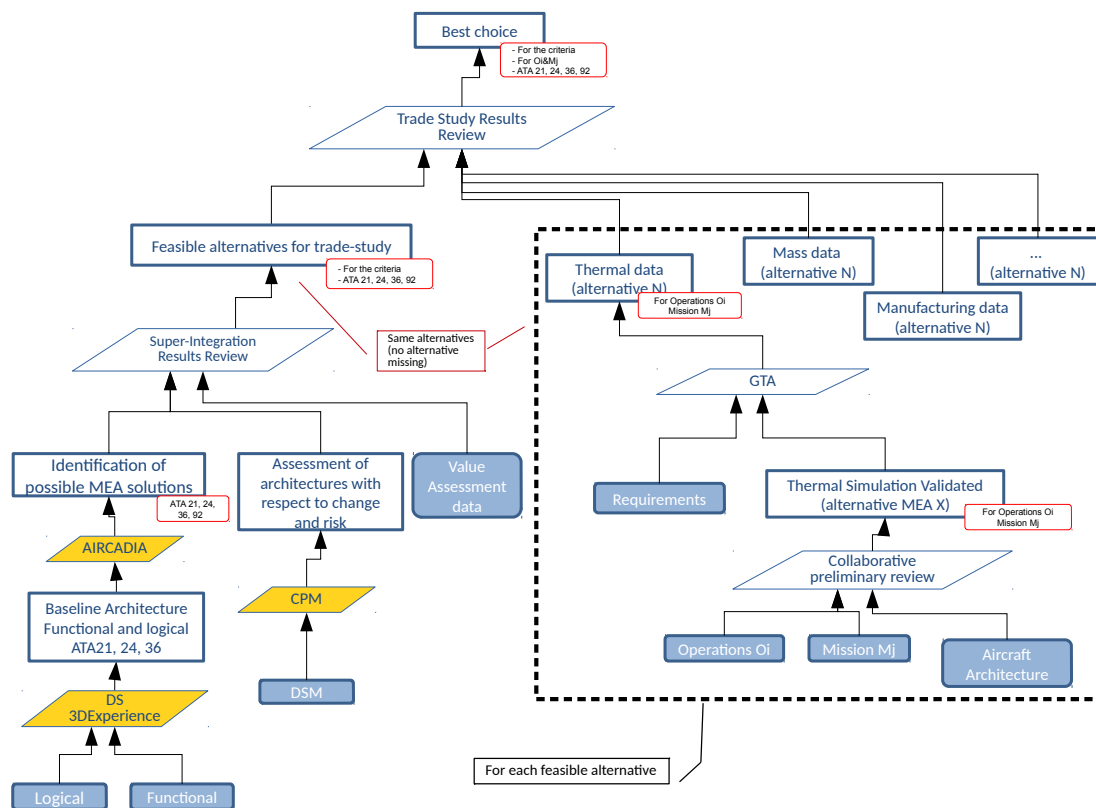 Best choice
- For the criteria
- For Oi&Mj
- ATA 21, 24, 36, 92
Trade Study Results
Review
Feasible alternatives for trade-study
- For the criteria
- ATA 21, 24, 36, 92
Thermal data
(alternative N)
For Operations Oi
Mission Mj
Mass data
(alternative N)
...
(alternative N)
Manufacturing data
(alternative N)
Super-Integration
Results Review
Same alternatives
(no alternative
missing)
GTA
Identification of
possible MEA solutions
ATA 21, 24,
36, 92
Assessment of
architectures with
respect to change
and risk
Value
Assessment
data
Requirements
Thermal Simulation Validated
(alternative MEA X)
For Operations Oi
Mission Mj
AIRCADIA
CPM
Collaborative
preliminary review
Baseline Architecture
Functional and logical
ATA21, 24, 36
Operations Oi
Mission Mj
Aircraft
Architecture
DSM
DS
3DExperience
For each feasible alternative
Logical
Functional